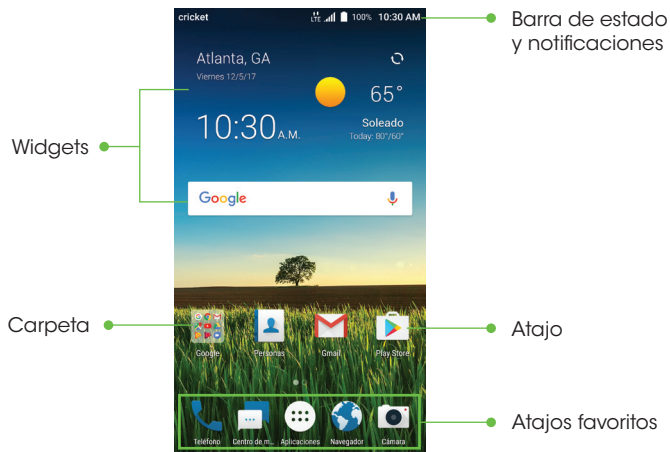 cricket LTE 100% 10:30 AM
Barra de estado
y notificaciones
Atlanta, GA
Viernes 12/5/17
65°
10:30 A.M.
Soleado
Today: 80°/60°
Widgets
Google
Carpeta
Google Personas Gmail Play Store
Atajo
Teléfono Centro de m... Aplicaciones Navegador Cámara
Atajos favoritos